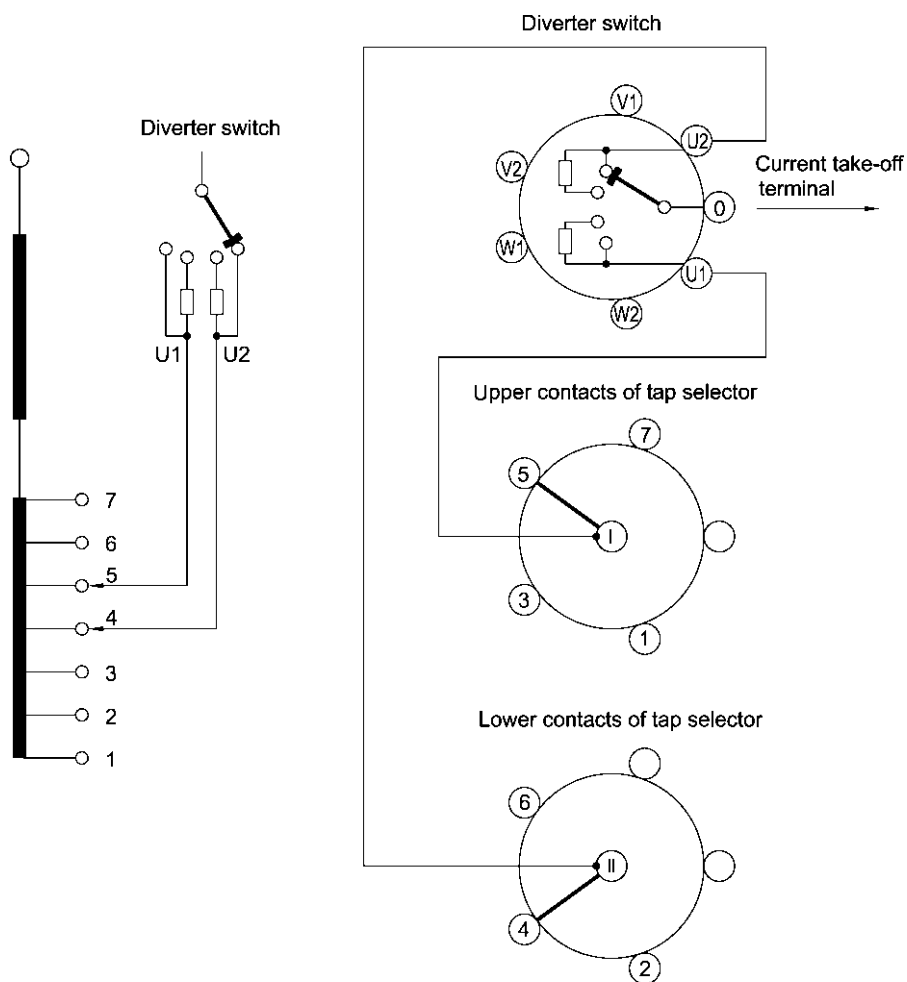 Diverter switch
V1
U2
V2
Current take-off
terminal
0
W1
U1
W2
Diverter switch
U1 U2
7
6
5
4
3
2
1
Upper contacts of tap selector
7
5
I
3
1
Lower contacts of tap selector
6
II
4
2